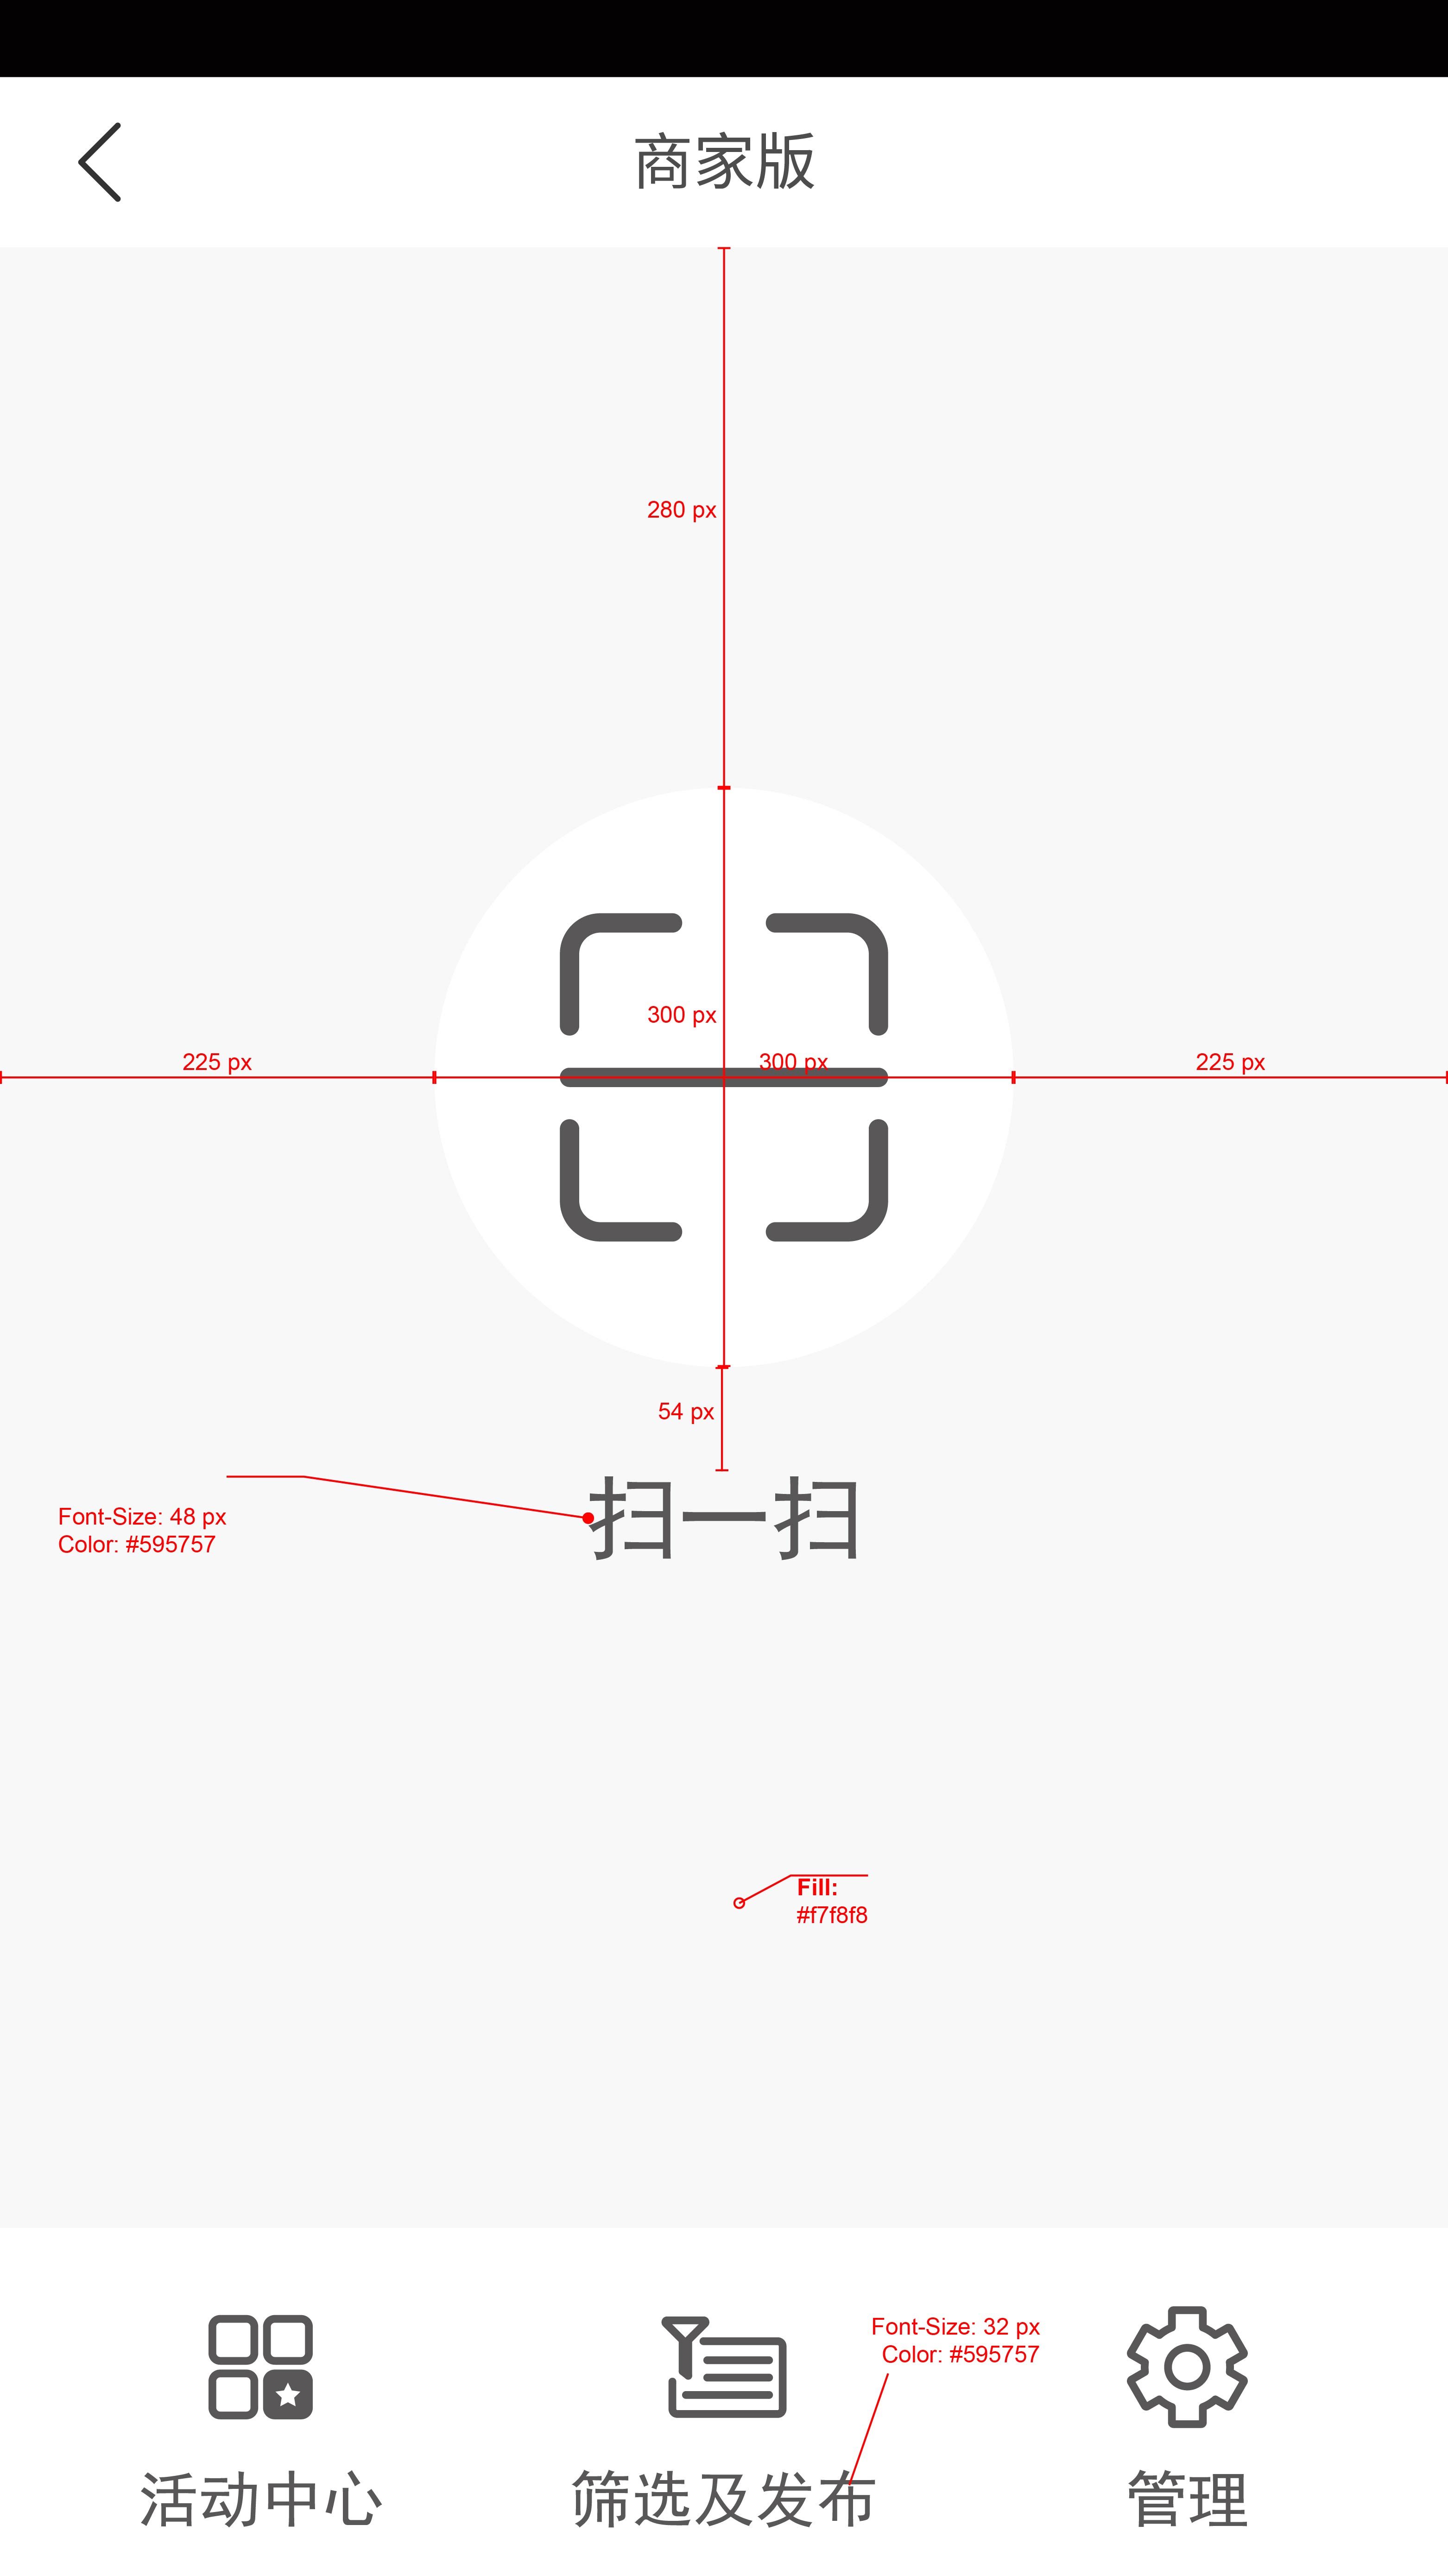 商家版
280 px
300 px
225 px
300 px
225 px
54 px
扫一扫
Font-Size: 48 px
Color: #595757
Fill:
#f7f8f8
Font-Size: 32 px
Color: #595757
活动中心
筛选及发布
管理